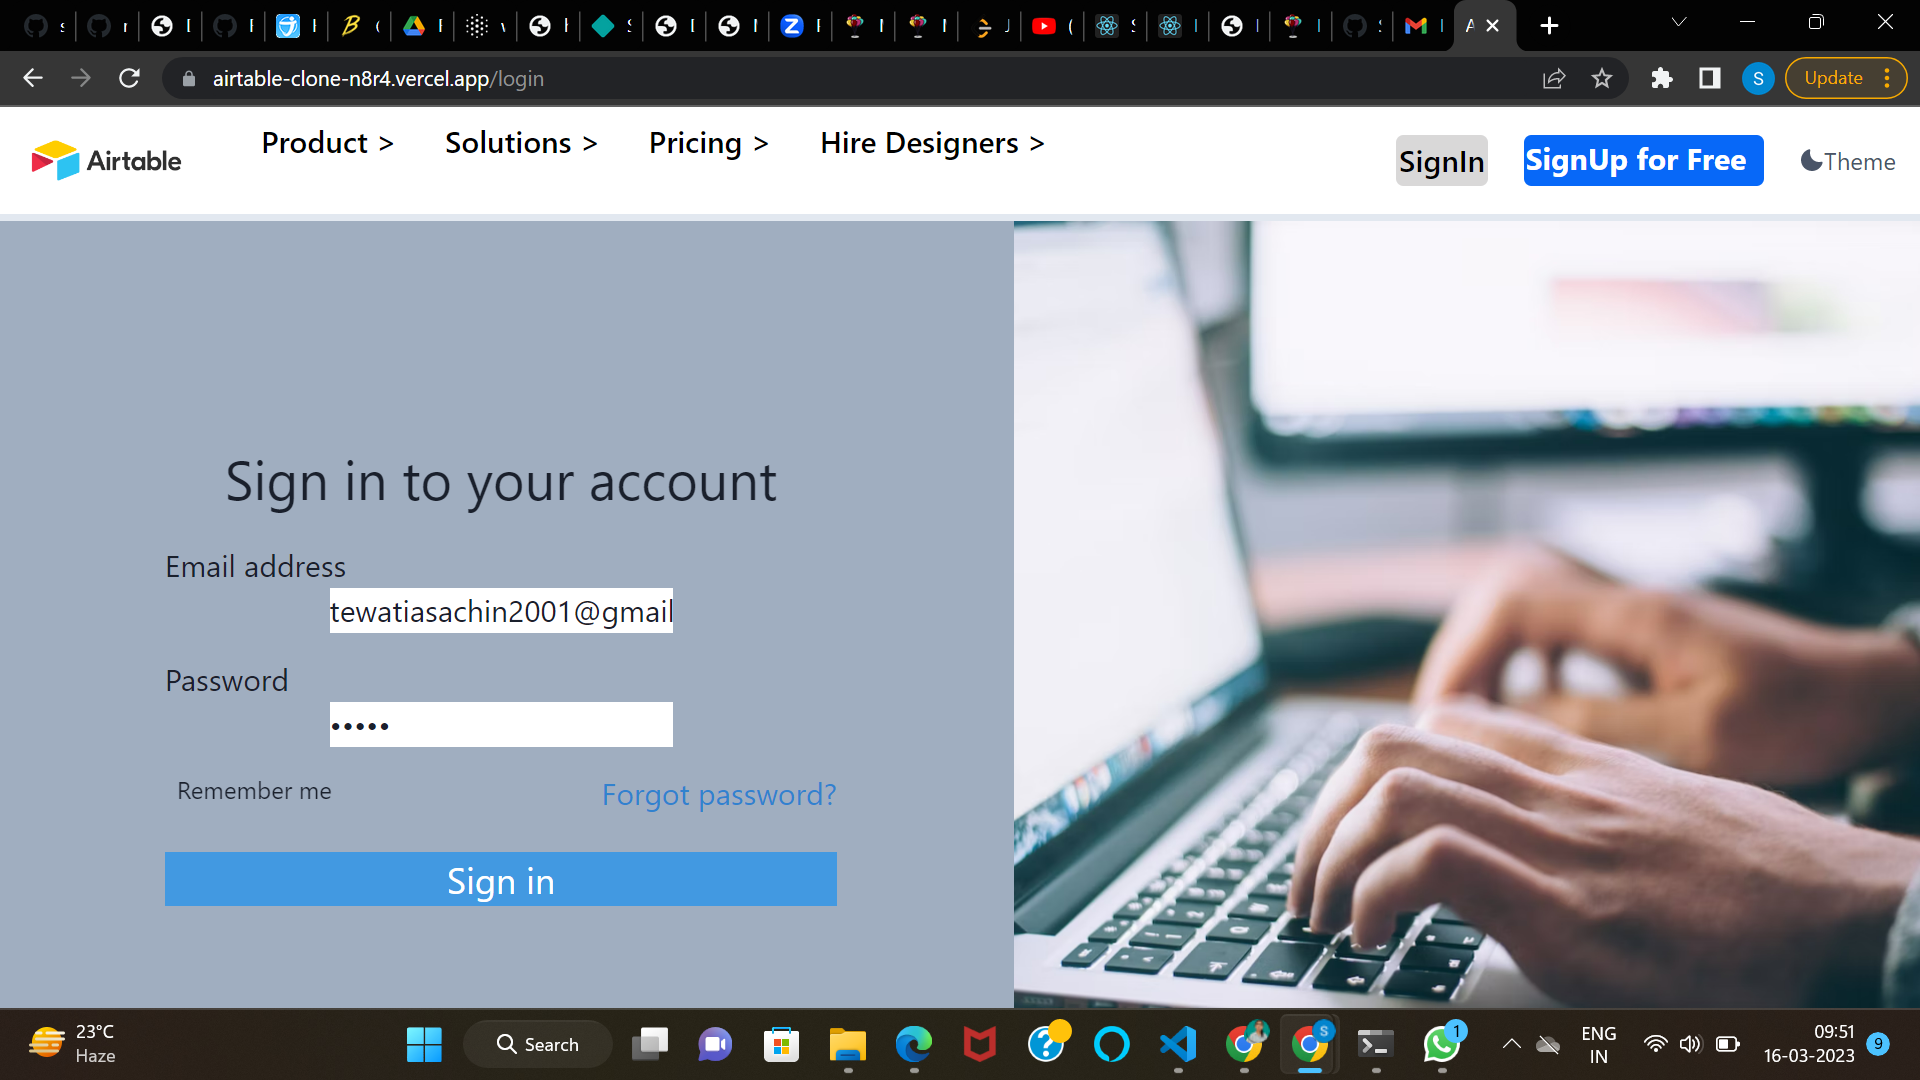 airtable-clone-n8r4.vercel.app/login
S
Update
Airtable
Product >
Solutions >
Pricing >
Hire Designers >
SignIn
SignUp for Free
Theme
Sign in to your account
Email address
tewatiasachin2001@gmail
Password
•••••
Remember me
Forgot password?
Sign in
23°C
Haze
Search
S
1
ENG
IN
09:51
16-03-2023
9